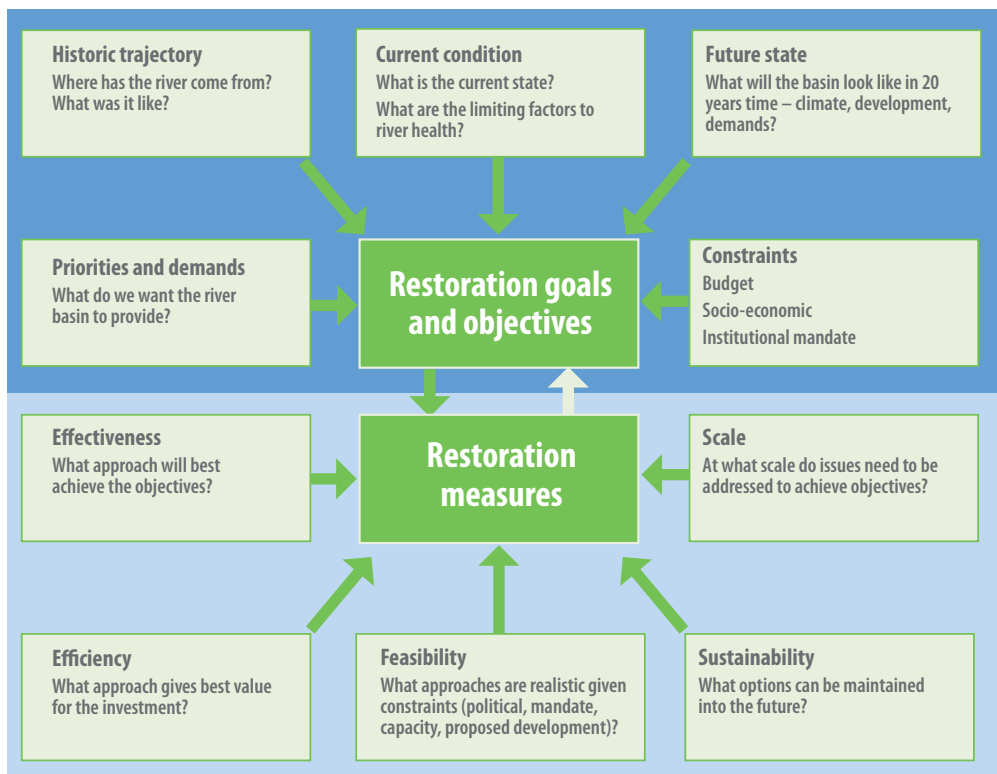 Historic trajectory
Where has the river come from?
What was it like?
Current condition
What is the current state?
What are the limiting factors to
river health?
Future state
What will the basin look like in 20
years time – climate, development,
demands?
Priorities and demands
What do we want the river
basin to provide?
Restoration goals
and objectives
Constraints
Budget
Socio-economic
Institutional mandate
Effectiveness
What approach will best
achieve the objectives?
Restoration
measures
Scale
At what scale do issues need to be
addressed to achieve objectives?
Efficiency
What approach gives best value
for the investment?
Feasibility
What approaches are realistic given
constraints (political, mandate,
capacity, proposed development)?
Sustainability
What options can be maintained
into the future?